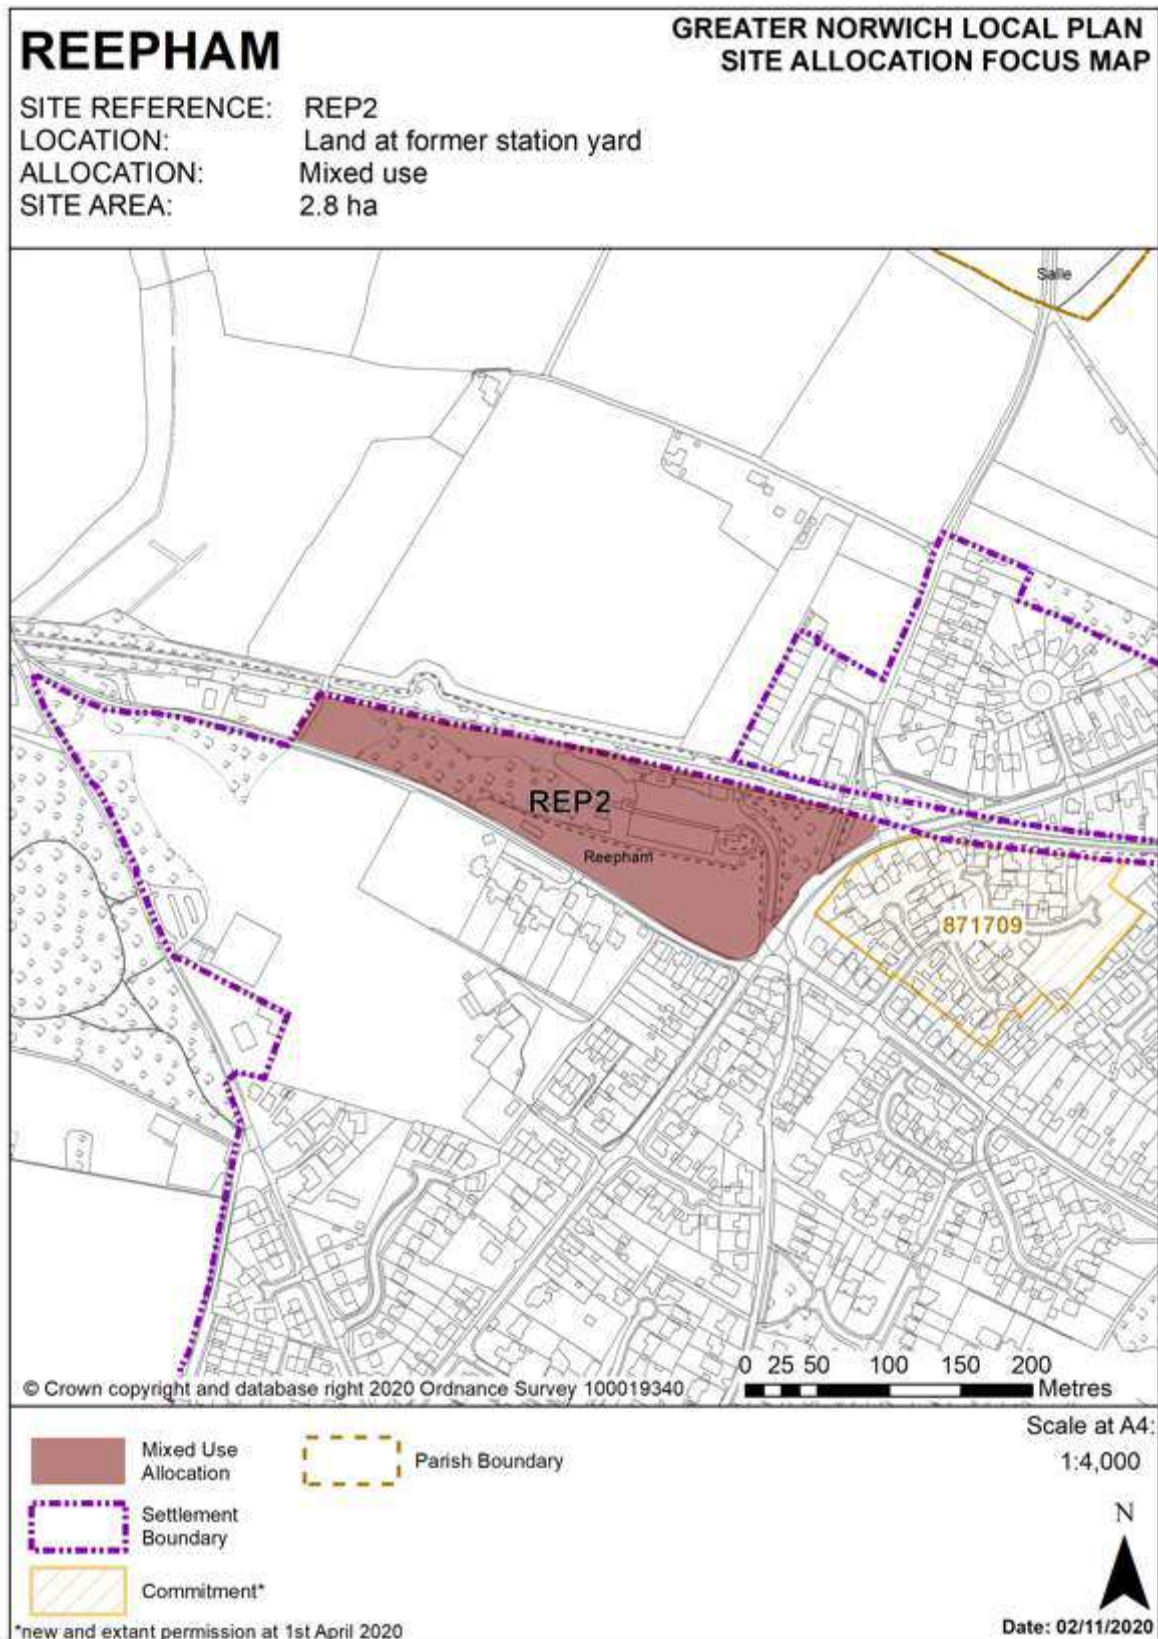 REEPHAM
GREATER NORWICH LOCAL PLAN
SITE ALLOCATION FOCUS MAP
SITE REFERENCE: REP2
LOCATION: Land at former station yard
ALLOCATION: Mixed use
SITE AREA: 2.8 ha
Salle
REP2
Reepham
871709
0 25 50 100 150 200
Metres
© Crown copyright and database right 2020 Ordnance Survey 100019340
Mixed Use
Allocation
Parish Boundary
Settlement
Boundary
Commitment*
*new and extant permission at 1st April 2020
Scale at A4:
1:4,000
N
Date: 02/11/2020